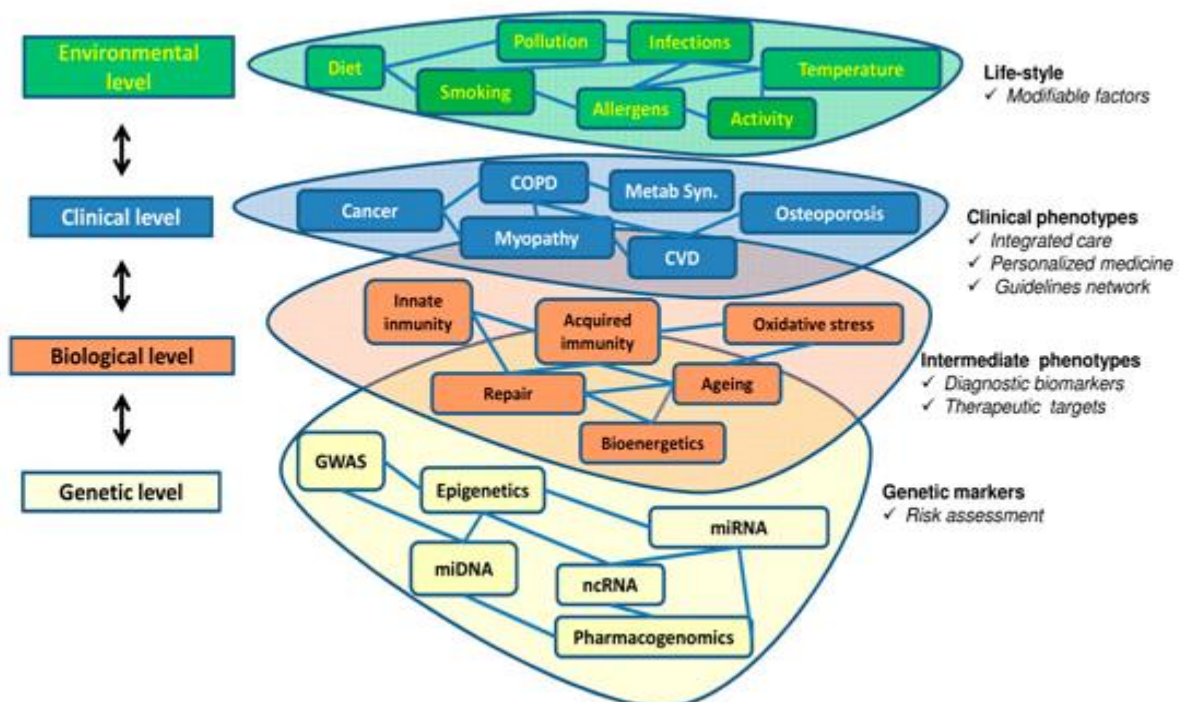 Environmental
level
Diet
Pollution
Infections
Temperature
Smoking
Allergens
Activity
Life-style
✓ Modifiable factors
Clinical level
Cancer
COPD
Metab Syn.
Osteoporosis
Myopathy
CVD
Clinical phenotypes
✓ Integrated care
✓ Personalized medicine
✓ Guidelines network
Biological level
Innate
inmunity
Acquired
immunity
Oxidative stress
Repair
Ageing
Bioenergetics
Intermediate phenotypes
✓ Diagnostic biomarkers
✓ Therapeutic targets
Genetic level
GWAS
Epigenetics
miRNA
miDNA
ncRNA
Pharmacogenomics
Genetic markers
✓ Risk assessment